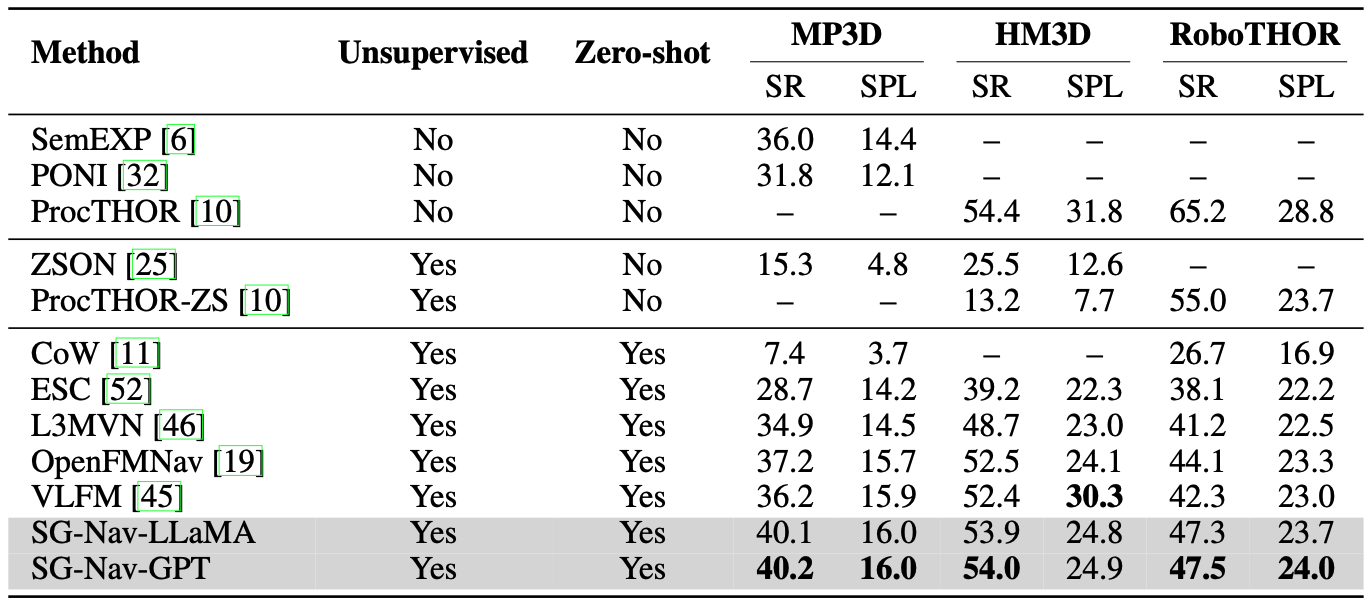 Method Unsupervised Zero-shot MP3D HM3D RoboTHOR
SR SPL SR SPL SR SPL
SemEXP [6] No No 36.0 14.4 – – – –
PONI [32] No No 31.8 12.1 – – – –
ProcTHOR [10] No No – – 54.4 31.8 65.2 28.8
ZSON [25] Yes No 15.3 4.8 25.5 12.6 – –
ProcTHOR-ZS [10] Yes No – – 13.2 7.7 55.0 23.7
CoW [11] Yes Yes 7.4 3.7 – – 26.7 16.9
ESC [52] Yes Yes 28.7 14.2 39.2 22.3 38.1 22.2
L3MVN [46] Yes Yes 34.9 14.5 48.7 23.0 41.2 22.5
OpenFMNav [19] Yes Yes 37.2 15.7 52.5 24.1 44.1 23.3
VLFM [45] Yes Yes 36.2 15.9 52.4 30.3 42.3 23.0
SG-Nav-LLaMA Yes Yes 40.1 16.0 53.9 24.8 47.3 23.7
SG-Nav-GPT Yes Yes 40.2 16.0 54.0 24.9 47.5 24.0